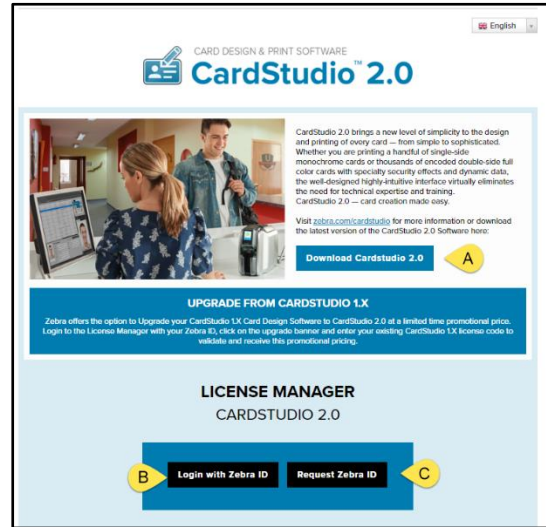 English
CARD DESIGN & PRINT SOFTWARE
CardStudio™ 2.0
CardStudio 2.0 brings a new level of simplicity to the design
and printing of every card — from simple to sophisticated.
Whether you are printing a handful of single-side
monochrome cards or thousands of encoded double-side full
color cards with specialty security effects and dynamic data,
the well-designed highly-intuitive interface virtually eliminates
the need for technical expertise and training.
CardStudio 2.0 — card creation made easy.
Visit zebra.com/cardstudio for more information or download
the latest version of the CardStudio 2.0 Software here:
Download Cardstudio 2.0
A
UPGRADE FROM CARDSTUDIO 1.X
Zebra offers the option to Upgrade your CardStudio 1.X Card Design Software to CardStudio 2.0 at a limited time promotional price.
Login to the License Manager with your Zebra ID, click on the upgrade banner and enter your existing CardStudio 1.X license code to
validate and receive this promotional pricing.
LICENSE MANAGER
CARDSTUDIO 2.0
B
Login with Zebra ID
Request Zebra ID
C